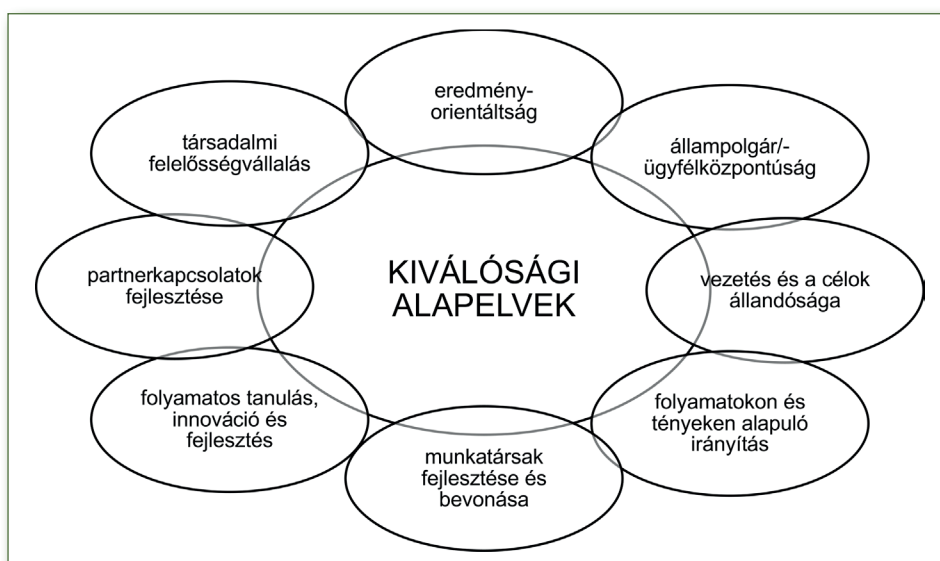 eredmény-
orientáltság
állampolgár/-
ügyfélközpontúság
vezetés és a célok
állandósága
folyamatokon és
tényeken alapuló
irányítás
munkatársak
fejlesztése és
bevonása
folyamatos tanulás,
innováció és
fejlesztés
partnerkapcsolatok
fejlesztése
társadalmi
felelősségvállalás
KIVÁLÓSÁGI
ALAPELVEK